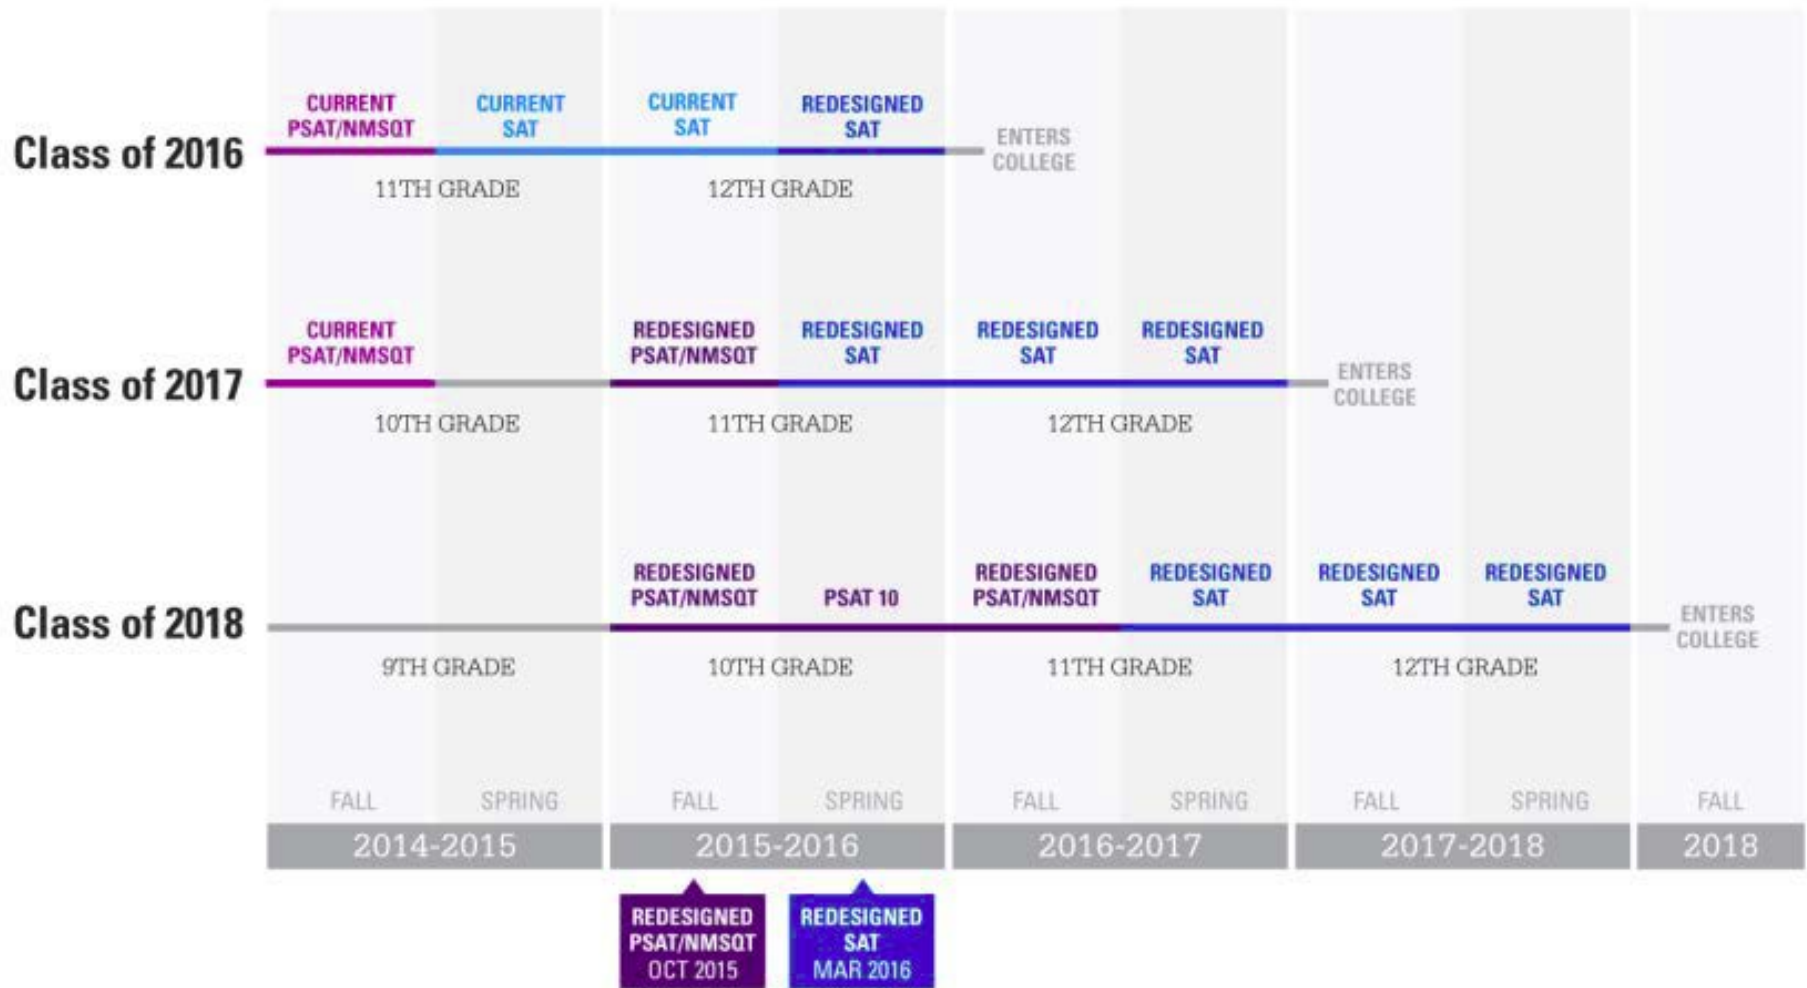 CURRENT
PSAT/NMSQT
CURRENT
SAT
CURRENT
SAT
REDESIGNED
SAT
Class of 2016
ENTERS
COLLEGE
11TH GRADE
12TH GRADE
CURRENT
PSAT/NMSQT
REDESIGNED
PSAT/NMSQT
REDESIGNED
SAT
REDESIGNED
SAT
REDESIGNED
SAT
Class of 2017
ENTERS
COLLEGE
10TH GRADE
11TH GRADE
12TH GRADE
REDESIGNED
PSAT/NMSQT
PSAT 10
REDESIGNED
PSAT/NMSQT
REDESIGNED
SAT
REDESIGNED
SAT
REDESIGNED
SAT
Class of 2018
ENTERS
COLLEGE
9TH GRADE
10TH GRADE
11TH GRADE
12TH GRADE
FALL SPRING FALL SPRING FALL SPRING FALL SPRING FALL
2014-2015 2015-2016 2016-2017 2017-2018 2018
REDESIGNED
PSAT/NMSQT
OCT 2015
REDESIGNED
SAT
MAR 2016